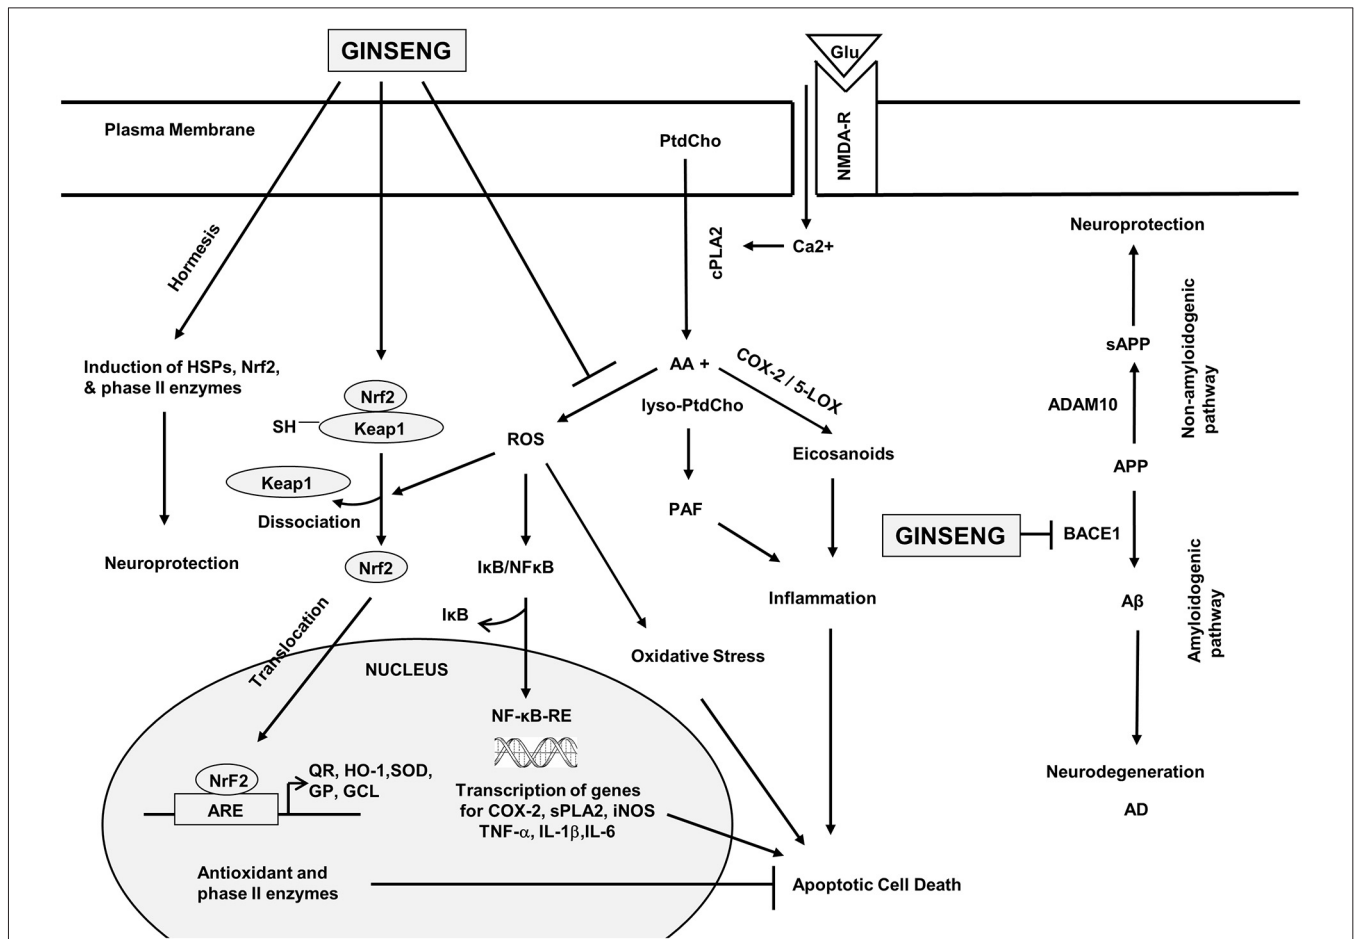 GINSENG
Glu
Plasma Membrane
PtdCho
NMDA-R
Neuroprotection
Hormesis
cPLA2
Ca2+
Non-amyloidogenic
pathway
sAPP
Induction of HSPs, Nrf2,
& phase II enzymes
AA +
COX-2 / 5-LOX
Nrf2
lyso-PtdCho
ADAM10
SH
Keap1
ROS
Eicosanoids
APP
Keap1
PAF
Dissociation
GINSENG
BACE1
Neuroprotection
Nrf2
IκB/NFκB
Amyloidogenic
pathway
Inflammation
Aβ
IκB
Translocation
Oxidative Stress
NUCLEUS
NF-κB-RE
NrF2
QR, HO-1,SOD,
GP, GCL
Neurodegeneration
Transcription of genes
for COX-2, sPLA2, iNOS
TNF-α, IL-1β,IL-6
ARE
AD
Antioxidant and
phase II enzymes
Apoptotic Cell Death